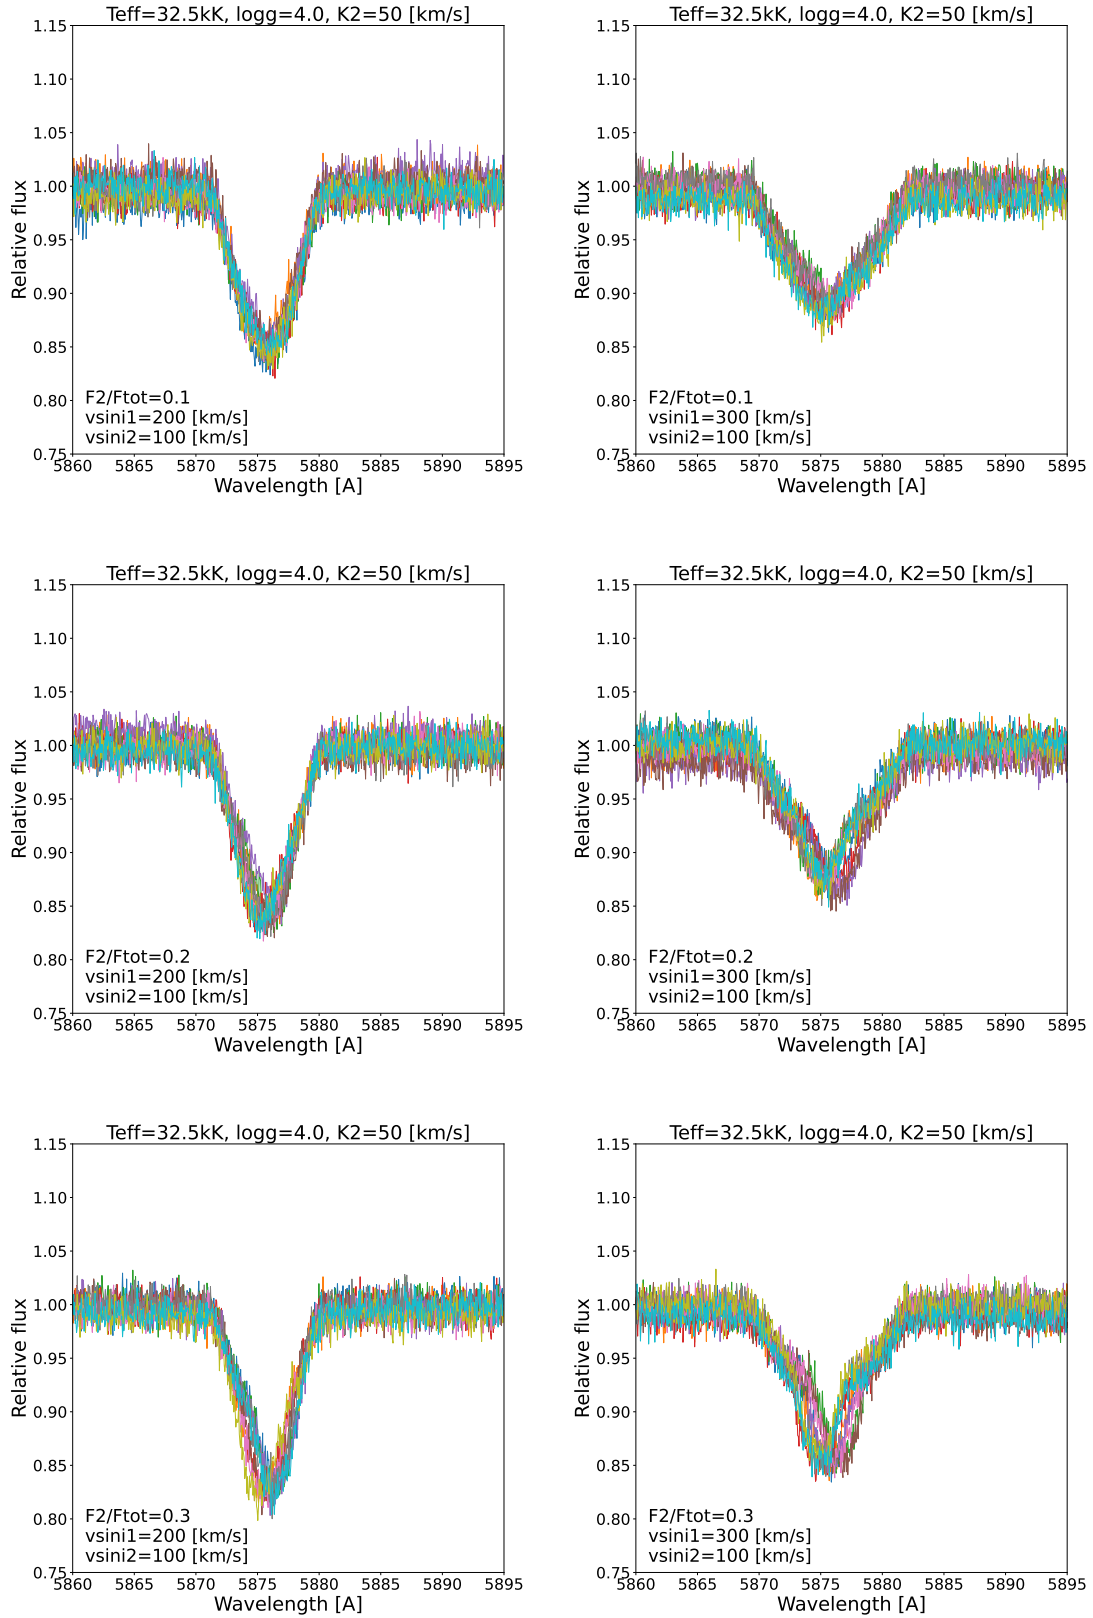 Teff=32.5kK, logg=4.0, K2=50 [km/s]
1.15
1.10
1.05
1.00
0.95
0.90
0.85
0.80
0.75
Relative flux
F2/Ftot=0.1
vsini1=200 [km/s]
vsini2=100 [km/s]
5860 5865 5870 5875 5880 5885 5890 5895
Wavelength [A]
Teff=32.5kK, logg=4.0, K2=50 [km/s]
1.15
1.10
1.05
1.00
0.95
0.90
0.85
0.80
0.75
Relative flux
F2/Ftot=0.1
vsini1=300 [km/s]
vsini2=100 [km/s]
5860 5865 5870 5875 5880 5885 5890 5895
Wavelength [A]
Teff=32.5kK, logg=4.0, K2=50 [km/s]
1.15
1.10
1.05
1.00
0.95
0.90
0.85
0.80
0.75
Relative flux
F2/Ftot=0.2
vsini1=200 [km/s]
vsini2=100 [km/s]
5860 5865 5870 5875 5880 5885 5890 5895
Wavelength [A]
Teff=32.5kK, logg=4.0, K2=50 [km/s]
1.15
1.10
1.05
1.00
0.95
0.90
0.85
0.80
0.75
Relative flux
F2/Ftot=0.2
vsini1=300 [km/s]
vsini2=100 [km/s]
5860 5865 5870 5875 5880 5885 5890 5895
Wavelength [A]
Teff=32.5kK, logg=4.0, K2=50 [km/s]
1.15
1.10
1.05
1.00
0.95
0.90
0.85
0.80
0.75
Relative flux
F2/Ftot=0.3
vsini1=200 [km/s]
vsini2=100 [km/s]
5860 5865 5870 5875 5880 5885 5890 5895
Wavelength [A]
Teff=32.5kK, logg=4.0, K2=50 [km/s]
1.15
1.10
1.05
1.00
0.95
0.90
0.85
0.80
0.75
Relative flux
F2/Ftot=0.3
vsini1=300 [km/s]
vsini2=100 [km/s]
5860 5865 5870 5875 5880 5885 5890 5895
Wavelength [A]